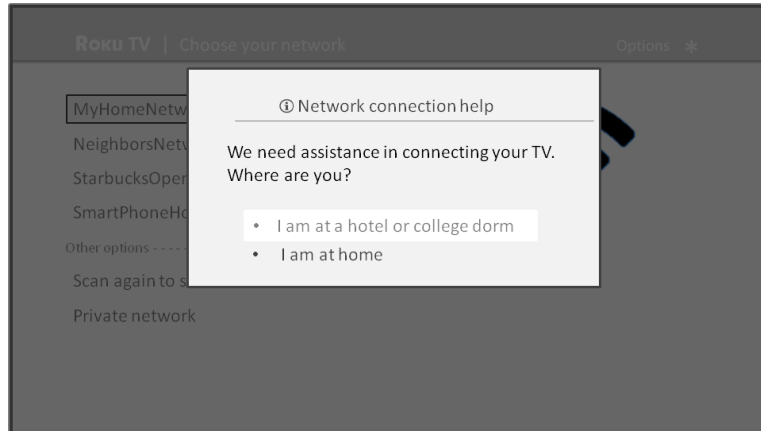 Roku TV | Choose your network
Options *
ⓘ Network connection help
MyHomeNetw
NeighborsNetw
We need assistance in connecting your TV.
Where are you?
StarbucksOpen
SmartPhoneHo
• I am at a hotel or college dorm
• I am at home
Other options - - - - -
Scan again to s
Private network